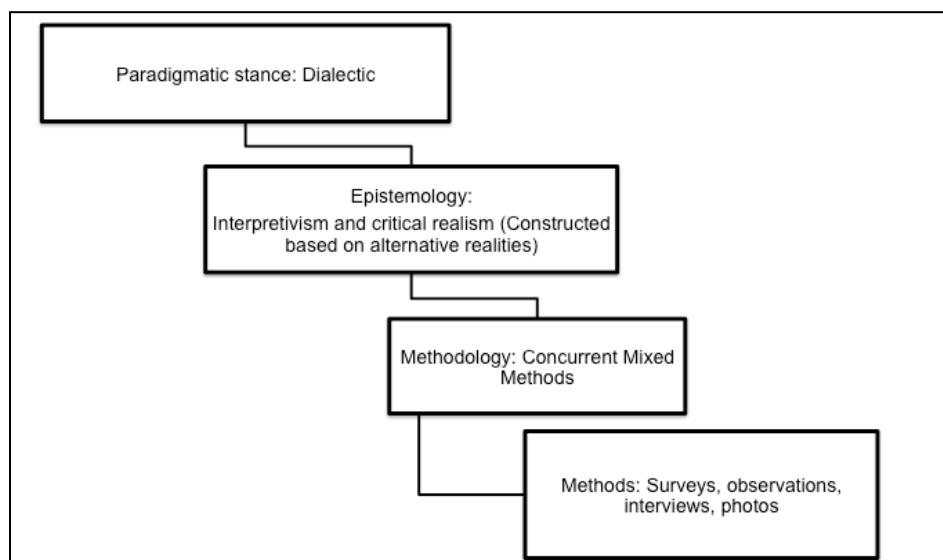 Paradigmatic stance: Dialectic
Epistemology:
Interpretivism and critical realism (Constructed
based on alternative realities)
Methodology: Concurrent Mixed
Methods
Methods: Surveys, observations,
interviews, photos